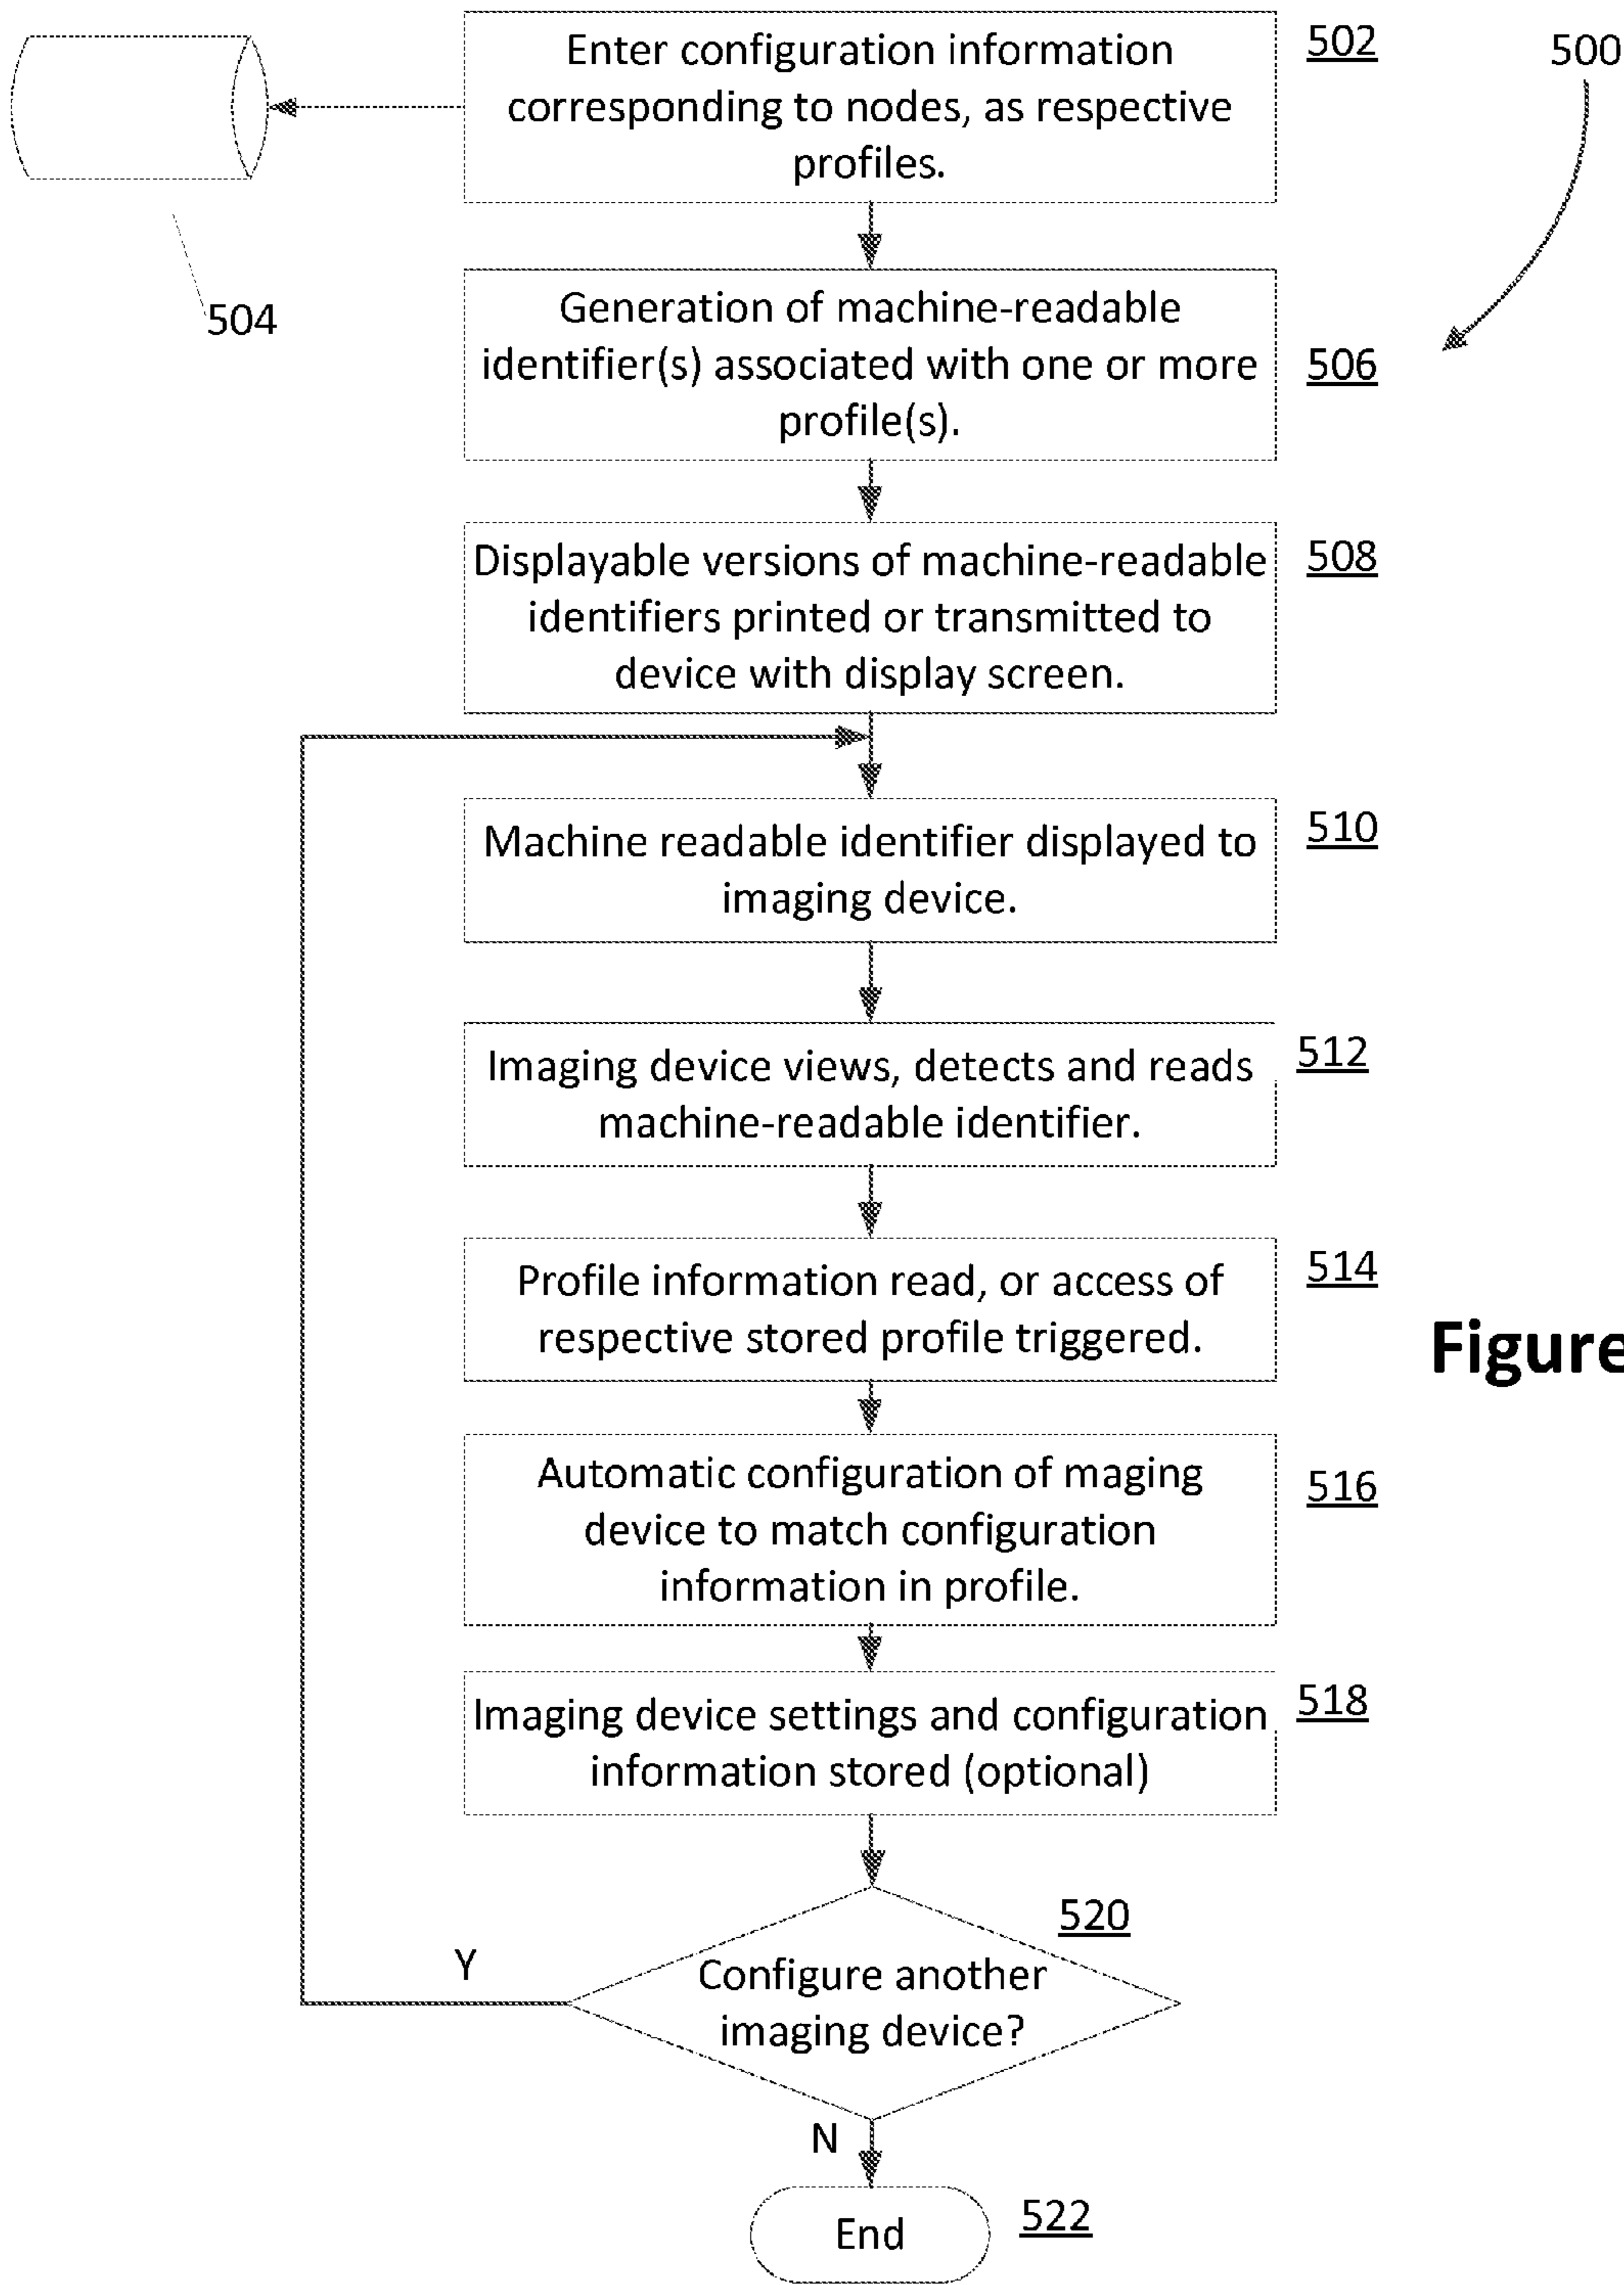 Enter configuration information
corresponding to nodes, as respective
profiles.
502
500
504
Generation of machine-readable
identifier(s) associated with one or more
profile(s).
506
Displayable versions of machine-readable
identifiers printed or transmitted to
device with display screen.
508
Machine readable identifier displayed to
imaging device.
510
Imaging device views, detects and reads
machine-readable identifier.
512
Profile information read, or access of
respective stored profile triggered.
514
Figure
Automatic configuration of maging
device to match configuration
information in profile.
516
Imaging device settings and configuration
information stored (optional)
518
520
Configure another
imaging device?
Y
N
End
522